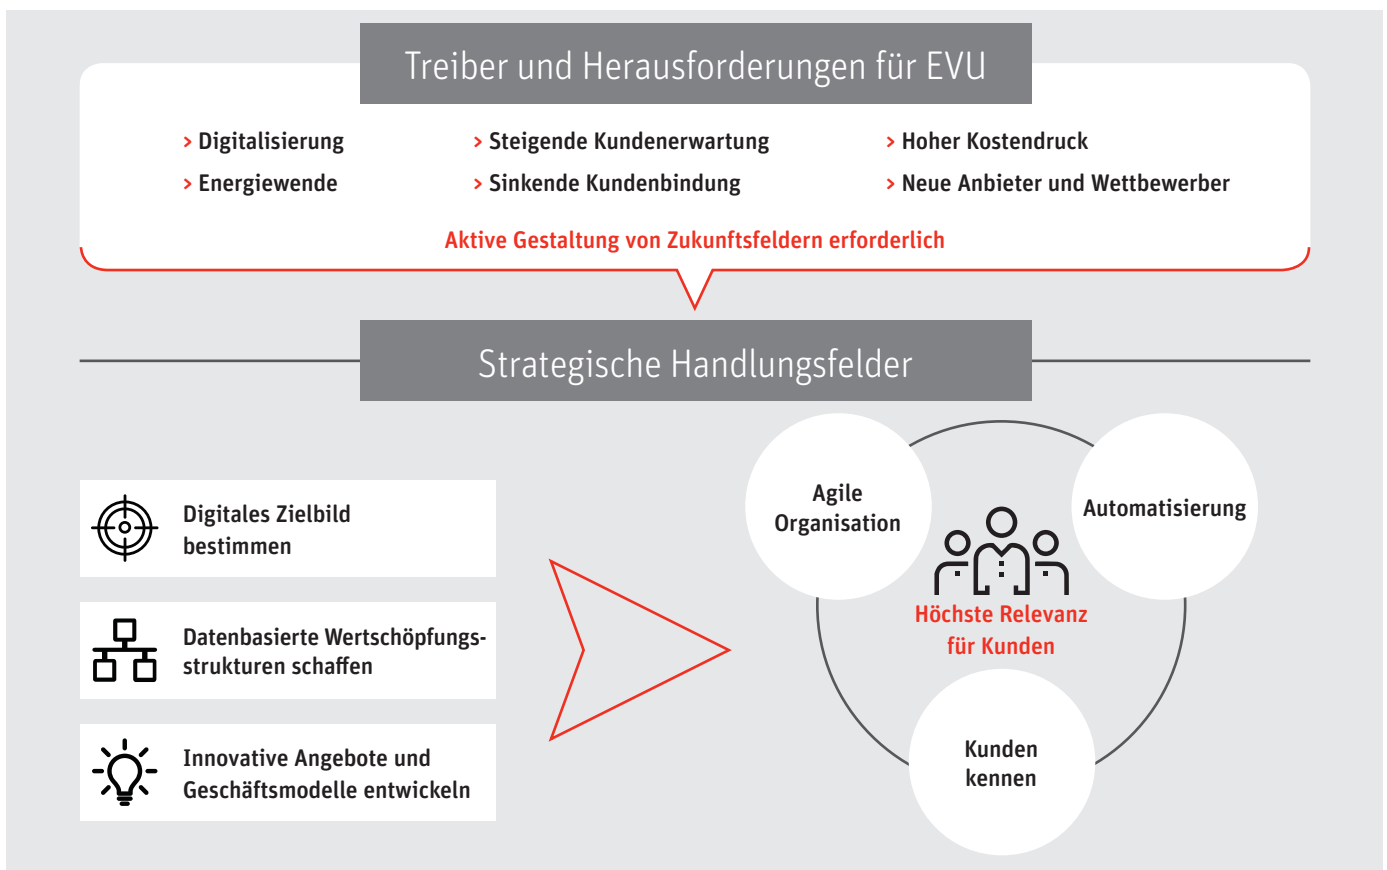 Treiber und Herausforderungen für EVU
> Digitalisierung
> Steigende Kundenerwartung
> Hoher Kostendruck
> Energiewende
> Sinkende Kundenbindung
> Neue Anbieter und Wettbewerber
Aktive Gestaltung von Zukunftsfeldern erforderlich
Strategische Handlungsfelder
Digitales Zielbild
bestimmen
Datenbasierte Wertschöpfungs-
strukturen schaffen
Innovative Angebote und
Geschäftsmodelle entwickeln
Agile
Organisation
Automatisierung
Höchste Relevanz
für Kunden
Kunden
kennen